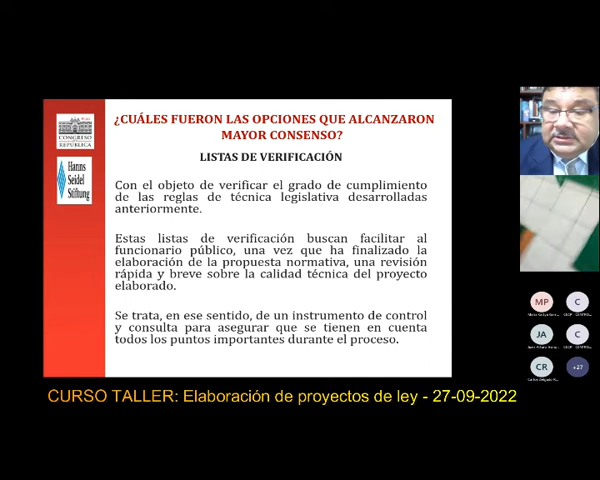 ¿CUÁLES FUERON LAS OPCIONES QUE ALCANZARON
MAYOR CONSENSO?
LISTAS DE VERIFICACIÓN
CONGRESO
REPÚBLICA
Hanns
Seidel
Stiftung
Con el objeto de verificar el grado de cumplimiento
de las reglas de técnica legislativa desarrolladas
anteriormente.
Estas listas de verificación buscan facilitar al
funcionario público, una vez que ha finalizado la
elaboración de la propuesta normativa, una revisión
rápida y breve sobre la calidad técnica del proyecto
elaborado.
Se trata, en ese sentido, de un instrumento de control
y consulta para asegurar que se tienen en cuenta
todos los puntos importantes durante el proceso.
MP
C
JA
C
CR
+27
CURSO TALLER: Elaboración de proyectos de ley - 27-09-2022